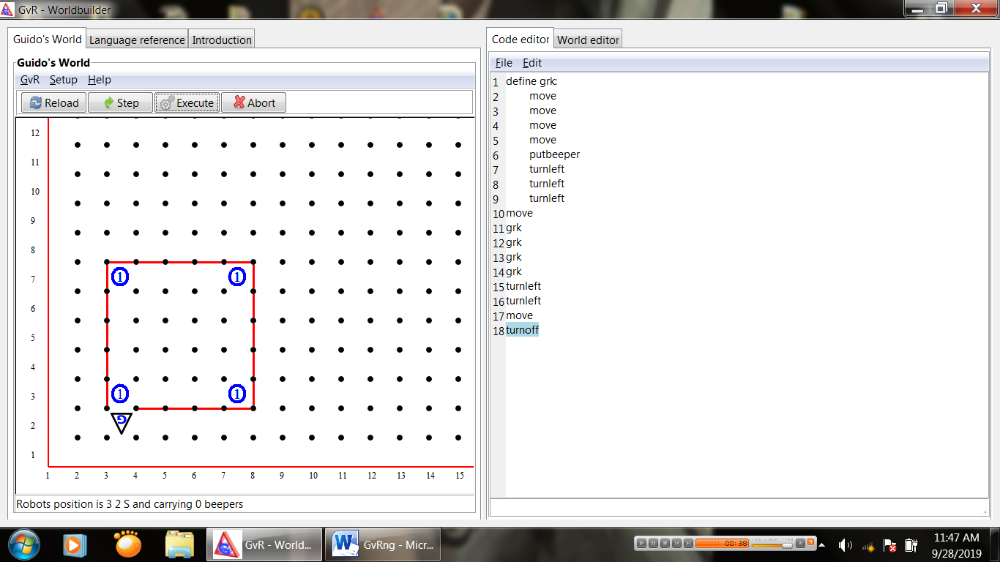 GvR - Worldbuilder
Guido's World Language reference Introduction
Guido's World
GvR Setup Help
Reload Step Execute Abort
12
11
10
9
8
7
6
5
4
3
2
1
1 1
1 1
G
1 2 3 4 5 6 7 8 9 10 11 12 13 14 15
Robots position is 3 2 S and carrying 0 beepers
Code editor World editor
File Edit
1 define grk:
2 move
3 move
4 move
5 move
6 putbeeper
7 turnleft
8 turnleft
9 turnleft
10 move
11 grk
12 grk
13 grk
14 grk
15 turnleft
16 turnleft
17 move
18 turnoff
GvR - World...
GvRng - Micr...
00:38
VOLUME
11:47 AM
9/28/2019